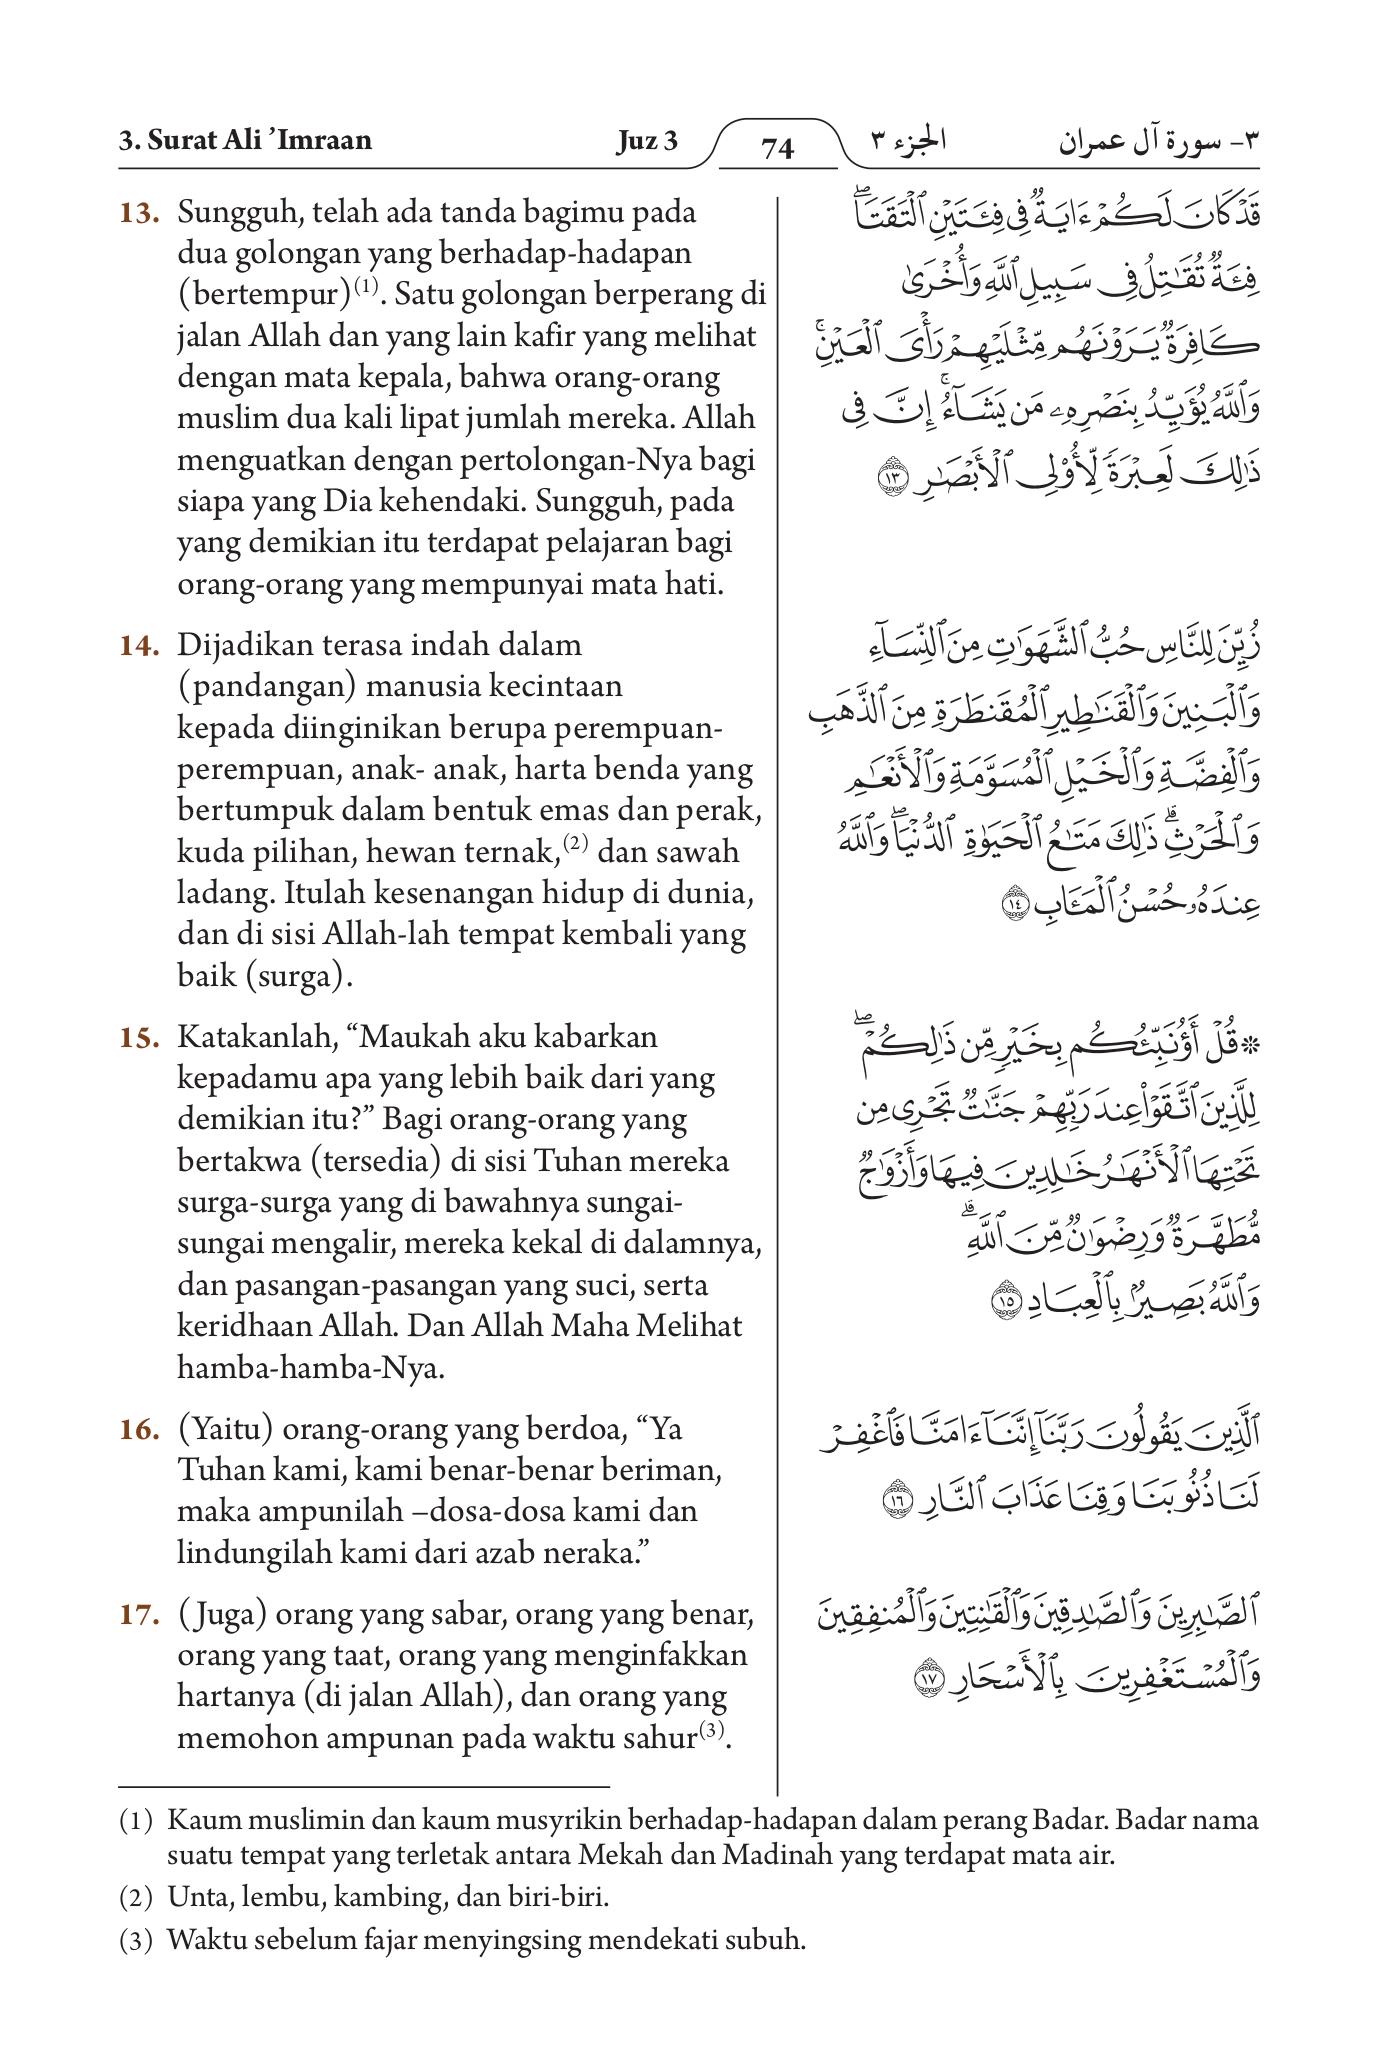 3. Surat Ali ’Imraan
Juz 3
74
الجزء ٣
٣- سورة آل عمران
13. Sungguh, telah ada tanda bagimu pada
dua golongan yang berhadap-hadapan
(bertempur)(1). Satu golongan berperang di
jalan Allah dan yang lain kafir yang melihat
dengan mata kepala, bahwa orang-orang
muslim dua kali lipat jumlah mereka. Allah
menguatkan dengan pertolongan-Nya bagi
siapa yang Dia kehendaki. Sungguh, pada
yang demikian itu terdapat pelajaran bagi
orang-orang yang mempunyai mata hati.
قَدْ كَانَ لَكُمْ ءَايَةٌ فِى فِئَتَيْنِ ٱلْتَقَتَا ۖ
فِئَةٌ تُقَـٰتِلُ فِى سَبِيلِ ٱللَّهِ وَأُخْرَىٰ
كَافِرَةٌ يَرَوْنَهُم مِّثْلَيْهِمْ رَأْىَ ٱلْعَيْنِ ۚ
وَٱللَّهُ يُؤَيِّدُ بِنَصْرِهِۦ مَن يَشَآءُ ۚ إِنَّ فِى
ذَٰلِكَ لَعِبْرَةً لِّأُو۟لِى ٱلْأَبْصَـٰرِ ١٣
14. Dijadikan terasa indah dalam
(pandangan) manusia kecintaan
kepada diinginikan berupa perempuan-
perempuan, anak- anak, harta benda yang
bertumpuk dalam bentuk emas dan perak,
kuda pilihan, hewan ternak,(2) dan sawah
ladang. Itulah kesenangan hidup di dunia,
dan di sisi Allah-lah tempat kembali yang
baik (surga).
زُيِّنَ لِلنَّاسِ حُبُّ ٱلشَّهَوَٰتِ مِنَ ٱلنِّسَآءِ
وَٱلْبَنِينَ وَٱلْقَنَـٰطِيرِ ٱلْمُقَنطَرَةِ مِنَ ٱلذَّهَبِ
وَٱلْفِضَّةِ وَٱلْخَيْلِ ٱلْمُسَوَّمَةِ وَٱلْأَنْعَـٰمِ
وَٱلْحَرْثِ ۗ ذَٰلِكَ مَتَـٰعُ ٱلْحَيَوٰةِ ٱلدُّنْيَا ۖ وَٱللَّهُ
عِندَهُۥ حُسْنُ ٱلْمَـَٔابِ ١٤
15. Katakanlah, “Maukah aku kabarkan
kepadamu apa yang lebih baik dari yang
demikian itu?” Bagi orang-orang yang
bertakwa (tersedia) di sisi Tuhan mereka
surga-surga yang di bawahnya sungai-
sungai mengalir, mereka kekal di dalamnya,
dan pasangan-pasangan yang suci, serta
keridhaan Allah. Dan Allah Maha Melihat
hamba-hamba-Nya.
۞ قُلْ أَؤُنَبِّئُكُم بِخَيْرٍ مِّن ذَٰلِكُمْ ۖ
لِلَّذِينَ ٱتَّقَوْا۟ عِندَ رَبِّهِمْ جَنَّـٰتٌ تَجْرِى مِن
تَحْتِهَا ٱلْأَنْهَـٰرُ خَـٰلِدِينَ فِيهَا وَأَزْوَٰجٌ
مُّطَهَّرَةٌ وَرِضْوَٰنٌ مِّنَ ٱللَّهِ ۗ
وَٱللَّهُ بَصِيرٌۢ بِٱلْعِبَادِ ١٥
16. (Yaitu) orang-orang yang berdoa, “Ya
Tuhan kami, kami benar-benar beriman,
maka ampunilah –dosa-dosa kami dan
lindungilah kami dari azab neraka.”
ٱلَّذِينَ يَقُولُونَ رَبَّنَآ إِنَّنَآ ءَامَنَّا فَٱغْفِرْ
لَنَا ذُنُوبَنَا وَقِنَا عَذَابَ ٱلنَّارِ ١٦
17. (Juga) orang yang sabar, orang yang benar,
orang yang taat, orang yang menginfakkan
hartanya (di jalan Allah), dan orang yang
memohon ampunan pada waktu sahur(3).
ٱلصَّـٰبِرِينَ وَٱلصَّـٰدِقِينَ وَٱلْقَـٰنِتِينَ وَٱلْمُنفِقِينَ
وَٱلْمُسْتَغْفِرِينَ بِٱلْأَسْحَارِ ١٧
(1) Kaum muslimin dan kaum musyrikin berhadap-hadapan dalam perang Badar. Badar nama
suatu tempat yang terletak antara Mekah dan Madinah yang terdapat mata air.
(2) Unta, lembu, kambing, dan biri-biri.
(3) Waktu sebelum fajar menyingsing mendekati subuh.